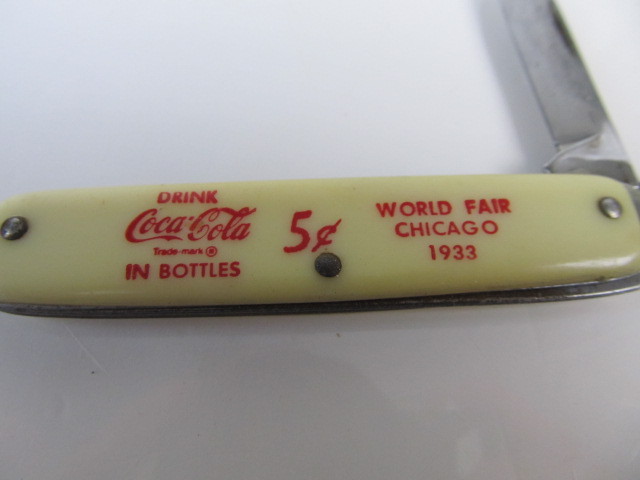 DRINK
Coca-Cola
Trade-mark ®
IN BOTTLES
5¢
WORLD FAIR
CHICAGO
1933